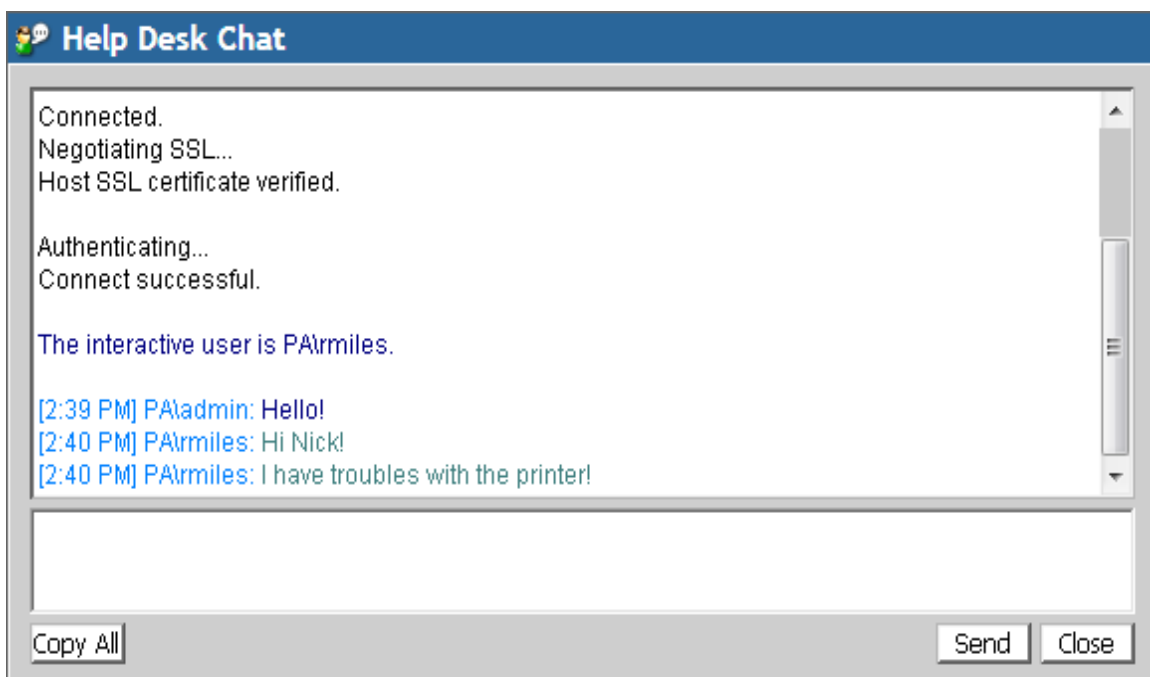 Help Desk Chat
Connected.
Negotiating SSL...
Host SSL certificate verified.
Authenticating...
Connect successful.
The interactive user is PA\rmiles.
[2:39 PM] PA\admin: Hello!
[2:40 PM] PA\rmiles: Hi Nick!
[2:40 PM] PA\rmiles: I have troubles with the printer!
Copy All
Send
Close